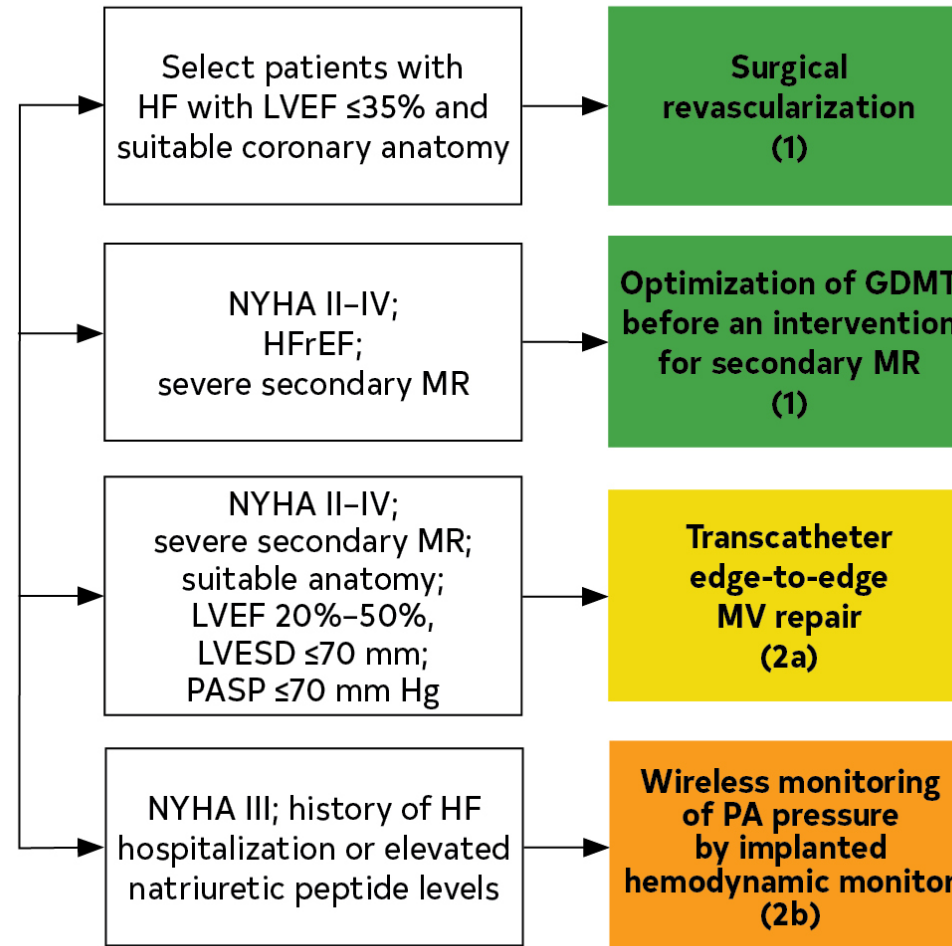 Select patients with
HF with LVEF ≤35% and
suitable coronary anatomy
Surgical
revascularization
(1)
NYHA II–IV;
HFrEF;
severe secondary MR
Optimization of GDMT
before an intervention
for secondary MR
(1)
NYHA II–IV;
severe secondary MR;
suitable anatomy;
LVEF 20%–50%,
LVESD ≤70 mm;
PASP ≤70 mm Hg
Transcatheter
edge-to-edge
MV repair
(2a)
NYHA III; history of HF
hospitalization or elevated
natriuretic peptide levels
Wireless monitoring
of PA pressure
by implanted
hemodynamic monitor
(2b)